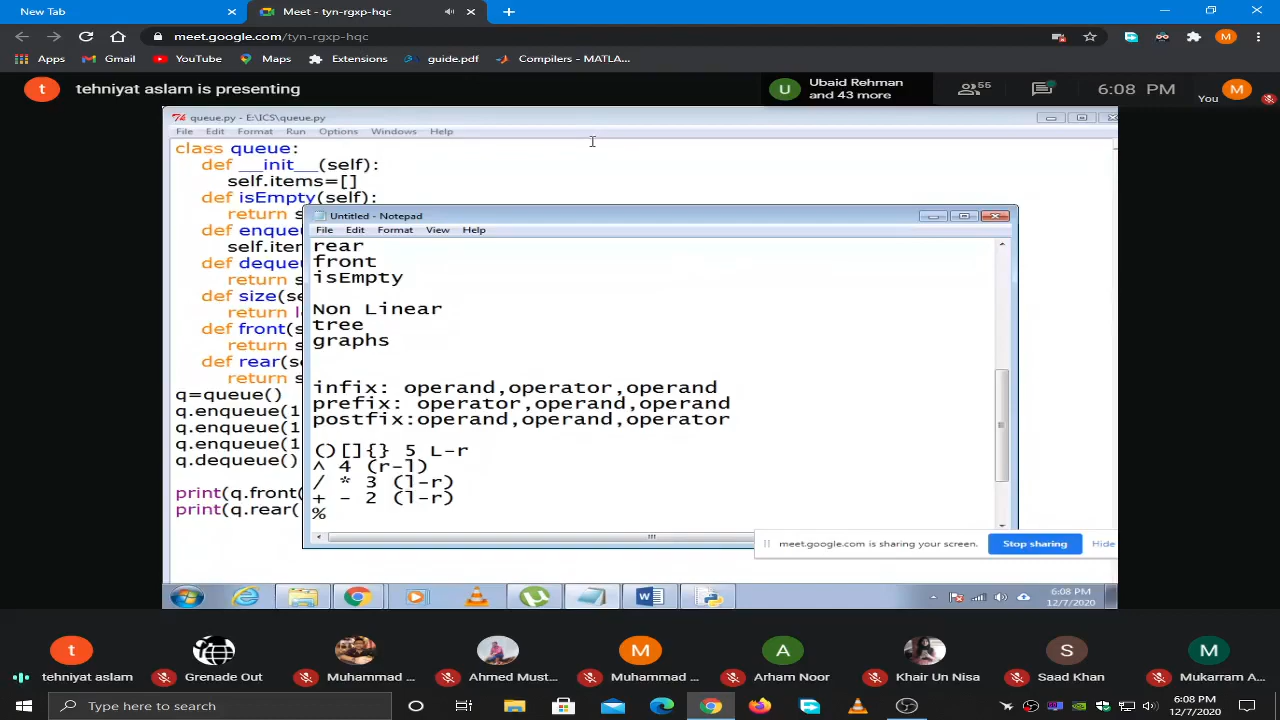 New Tab
Meet - tyn-rgxp-hqc
meet.google.com/tyn-rgxp-hqc
Apps
Gmail
YouTube
Maps
Extensions
guide.pdf
Compilers - MATLA...
t
tehniyat aslam is presenting
U
Ubaid Rehman
and 43 more
55
6:08 PM
You
M
queue.py - E:\ICS\queue.py
File Edit Format Run Options Windows Help
class queue:
def __init__(self):
self.items=[]
def isEmpty(self):
return s
def enque
self.item
def deque
return s
def size(se
return l
def front(s
return s
def rear(se
return s
q=queue()
q.enqueue(1
q.enqueue(1
q.enqueue(1
q.dequeue()
print(q.front(
print(q.rear(
Untitled - Notepad
File Edit Format View Help
rear
front
isEmpty
Non Linear
tree
graphs
infix: operand,operator,operand
prefix: operator,operand,operand
postfix:operand,operand,operator
()[]{} 5 L-r
^ 4 (r-l)
/ * 3 (l-r)
+ - 2 (l-r)
%
meet.google.com is sharing your screen.
Stop sharing
Hide
6:08 PM
12/7/2020
t
M
A
S
M
tehniyat aslam
Grenade Out
Muhammad ...
Ahmed Must...
Muhammad ...
Arham Noor
Khair Un Nisa
Saad Khan
Mukarram A...
Type here to search
6:08 PM
12/7/2020